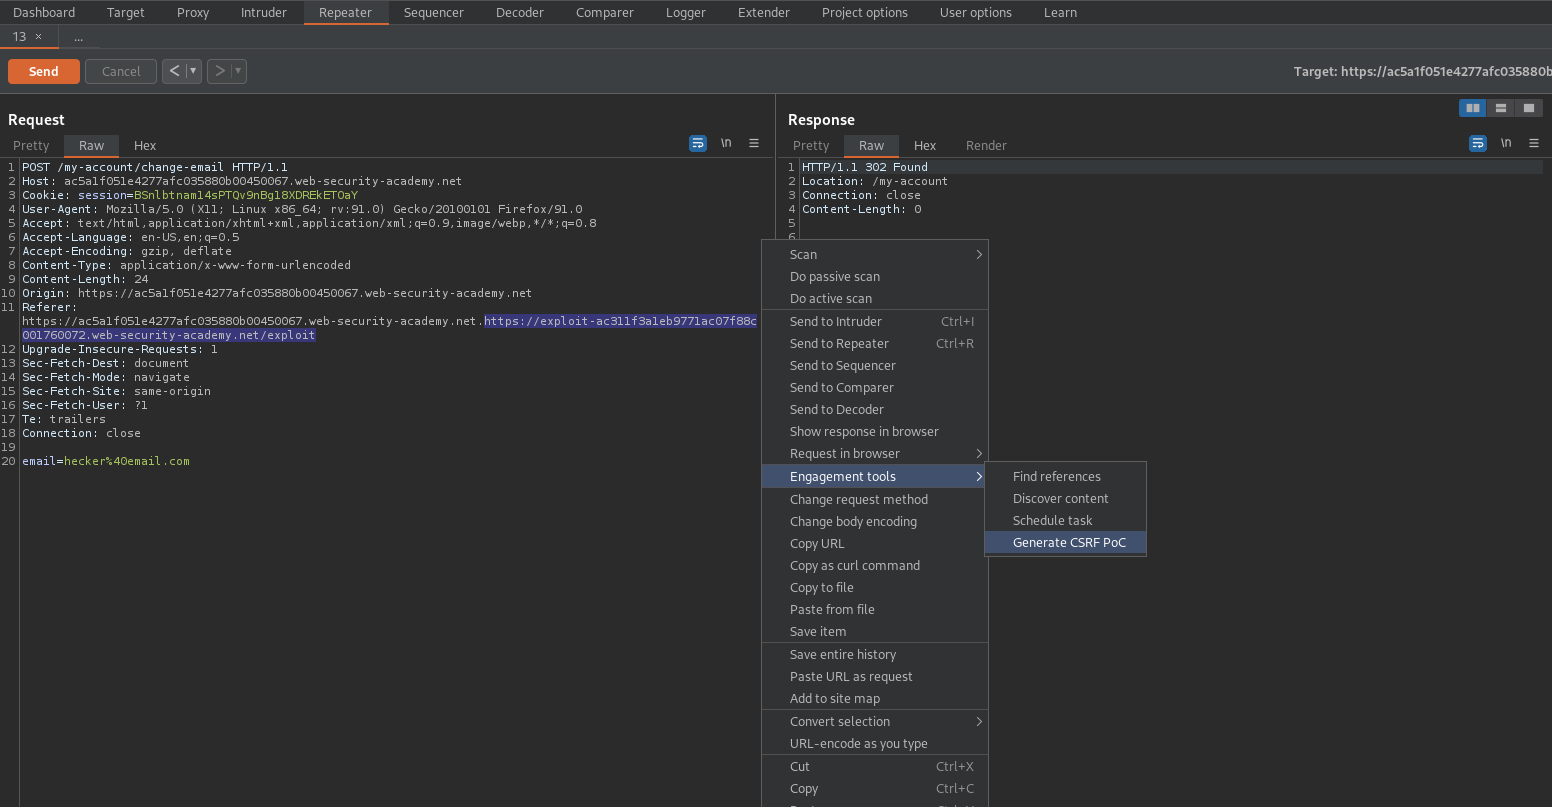 Dashboard Target Proxy Intruder Repeater Sequencer Decoder Comparer Logger Extender Project options User options Learn
13 × ...
Send Cancel < ▾ > ▾ Target: https://ac5a1f051e4277afc035880b
Request
Pretty Raw Hex \n
1 POST /my-account/change-email HTTP/1.1
2 Host: ac5a1f051e4277afc035880b00450067.web-security-academy.net
3 Cookie: session=BSnlbtnam14sPTQv9nBgl8XDREkETOaY
4 User-Agent: Mozilla/5.0 (X11; Linux x86_64; rv:91.0) Gecko/20100101 Firefox/91.0
5 Accept: text/html,application/xhtml+xml,application/xml;q=0.9,image/webp,*/*;q=0.8
6 Accept-Language: en-US,en;q=0.5
7 Accept-Encoding: gzip, deflate
8 Content-Type: application/x-www-form-urlencoded
9 Content-Length: 24
10 Origin: https://ac5a1f051e4277afc035880b00450067.web-security-academy.net
11 Referer:
https://ac5a1f051e4277afc035880b00450067.web-security-academy.net.https://exploit-ac311f3a1eb9771ac07f88c
001760072.web-security-academy.net/exploit
12 Upgrade-Insecure-Requests: 1
13 Sec-Fetch-Dest: document
14 Sec-Fetch-Mode: navigate
15 Sec-Fetch-Site: same-origin
16 Sec-Fetch-User: ?1
17 Te: trailers
18 Connection: close
19
20 email=hecker%40email.com
Response
Pretty Raw Hex Render \n
1 HTTP/1.1 302 Found
2 Location: /my-account
3 Connection: close
4 Content-Length: 0
5
6
Scan
Do passive scan
Do active scan
Send to Intruder Ctrl+I
Send to Repeater Ctrl+R
Send to Sequencer
Send to Comparer
Send to Decoder
Show response in browser
Request in browser
Engagement tools
Change request method
Change body encoding
Copy URL
Copy as curl command
Copy to file
Paste from file
Save item
Save entire history
Paste URL as request
Add to site map
Convert selection
URL-encode as you type
Cut Ctrl+X
Copy Ctrl+C
Find references
Discover content
Schedule task
Generate CSRF PoC